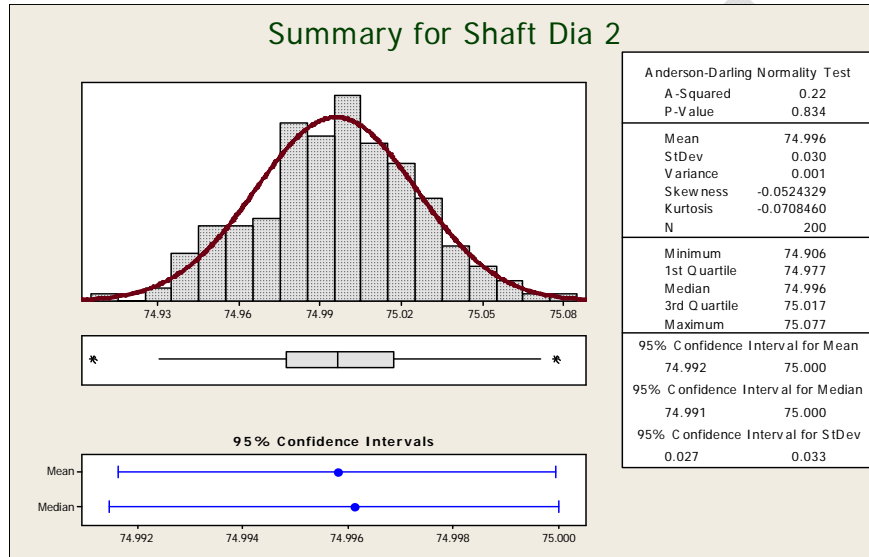 Summary for Shaft Dia 2
74.93 74.96 74.99 75.02 75.05 75.08
95% Confidence Intervals
Mean
Median
74.992 74.994 74.996 74.998 75.000
Anderson-Darling Normality Test
A-Squared 0.22
P-Value 0.834
Mean 74.996
StDev 0.030
Variance 0.001
Skewness -0.0524329
Kurtosis -0.0708460
N 200
Minimum 74.906
1st Quartile 74.977
Median 74.996
3rd Quartile 75.017
Maximum 75.077
95% Confidence Interval for Mean
74.992 75.000
95% Confidence Interval for Median
74.991 75.000
95% Confidence Interval for StDev
0.027 0.033